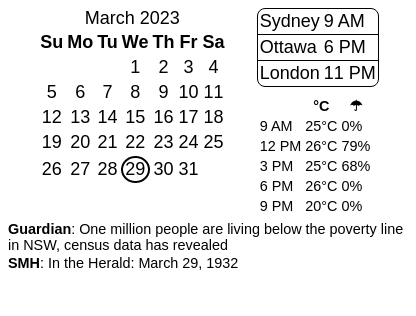 March 2023
Su Mo Tu We Th Fr Sa
1 2 3 4
5 6 7 8 9 10 11
12 13 14 15 16 17 18
19 20 21 22 23 24 25
26 27 28 29 30 31
Sydney 9 AM
Ottawa 6 PM
London 11 PM
°C ☂
9 AM 25°C 0%
12 PM 26°C 79%
3 PM 25°C 68%
6 PM 26°C 0%
9 PM 20°C 0%
Guardian: One million people are living below the poverty line
in NSW, census data has revealed
SMH: In the Herald: March 29, 1932